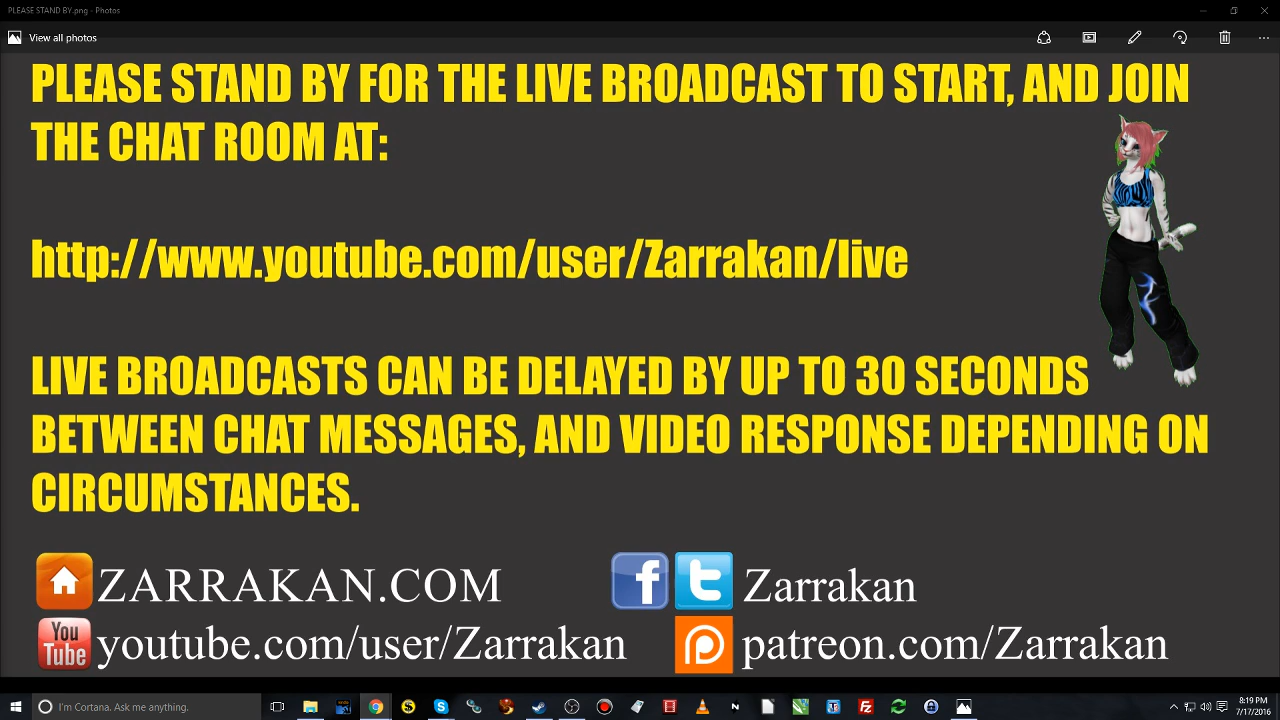 PLEASE STAND BY.png - Photos
View all photos
PLEASE STAND BY FOR THE LIVE BROADCAST TO START, AND JOIN
THE CHAT ROOM AT:
http://www.youtube.com/user/Zarrakan/live
LIVE BROADCASTS CAN BE DELAYED BY UP TO 30 SECONDS
BETWEEN CHAT MESSAGES, AND VIDEO RESPONSE DEPENDING ON
CIRCUMSTANCES.
ZARRAKAN.COM
f t Zarrakan
You Tube youtube.com/user/Zarrakan
patreon.com/Zarrakan
I'm Cortana. Ask me anything.
8:19 PM
7/17/2016